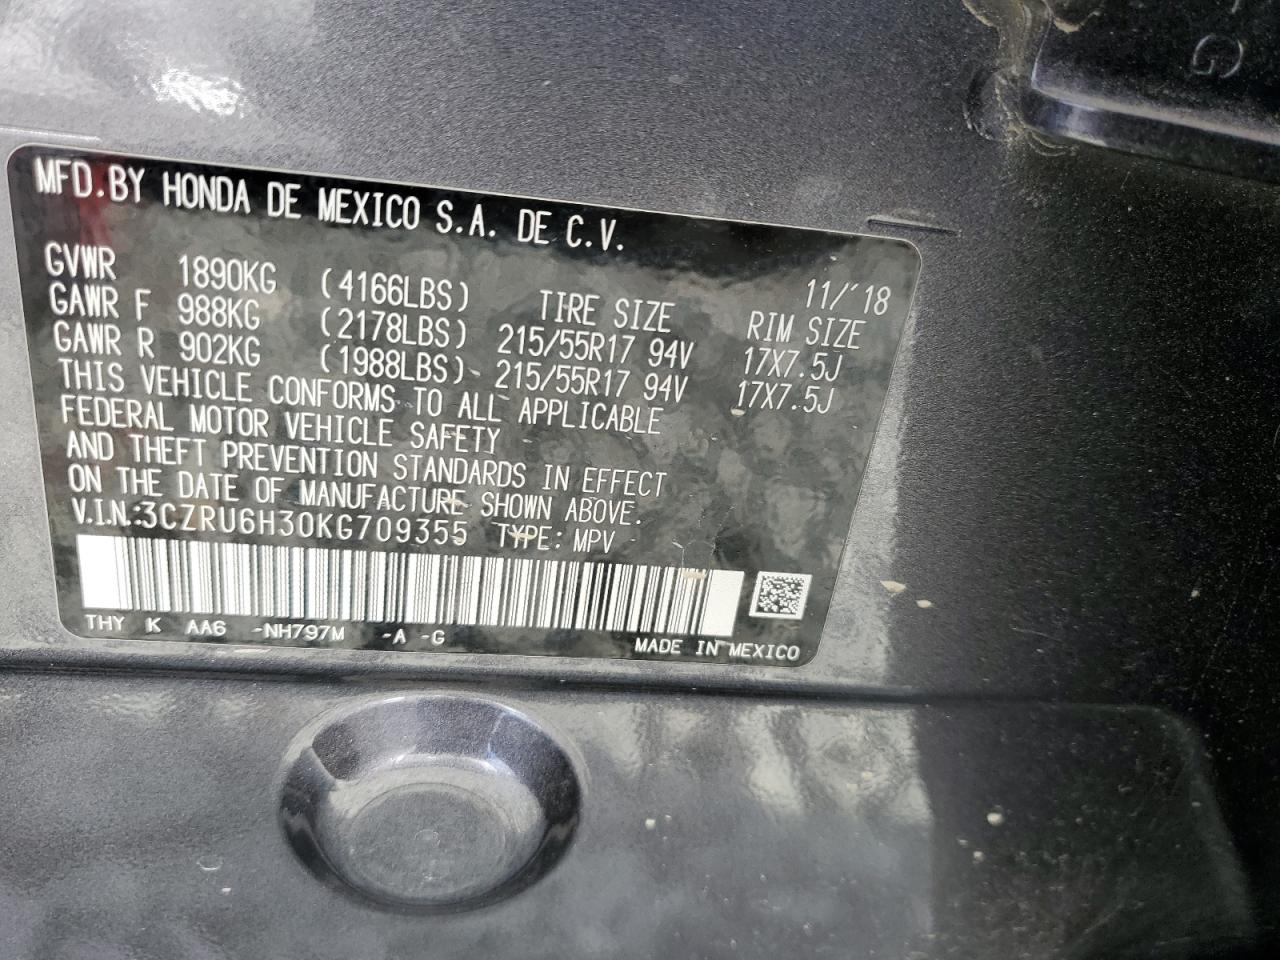 G
MFD.BY HONDA DE MEXICO S.A. DE C.V.
11/'18
GVWR 1890KG (4166LBS) TIRE SIZE RIM SIZE
GAWR F 988KG (2178LBS) 215/55R17 94V 17X7.5J
GAWR R 902KG (1988LBS) 215/55R17 94V 17X7.5J
THIS VEHICLE CONFORMS TO ALL APPLICABLE
FEDERAL MOTOR VEHICLE SAFETY
AND THEFT PREVENTION STANDARDS IN EFFECT
ON THE DATE OF MANUFACTURE SHOWN ABOVE.
V.I.N.:3CZRU6H30KG709355 TYPE: MPV
THY K AA6 -NH797M -A -G
MADE IN MEXICO